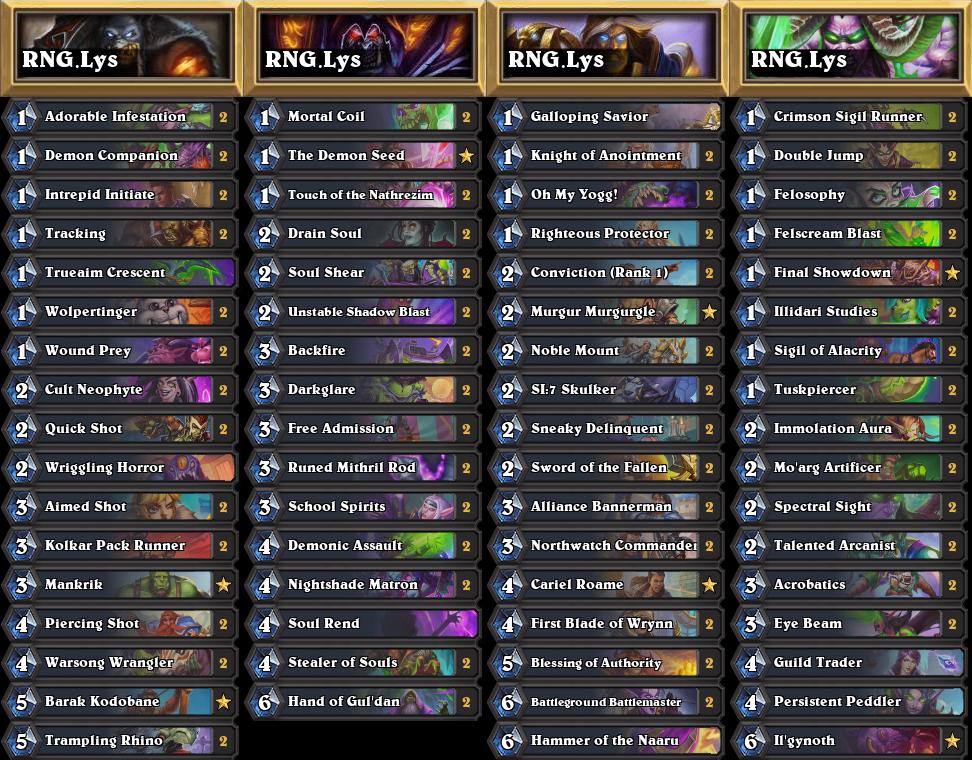 RNG.Lys
1 Adorable Infestation 2
1 Demon Companion 2
1 Intrepid Initiate 2
1 Tracking 2
1 Trueaim Crescent
1 Wolpertinger 2
1 Wound Prey 2
2 Cult Neophyte 2
2 Quick Shot 2
2 Wriggling Horror
3 Aimed Shot 2
3 Kolkar Pack Runner 2
3 Mankrik
4 Piercing Shot 2
4 Warsong Wrangler 2
5 Barak Kodobane
5 Trampling Rhino 2
RNG.Lys
1 Mortal Coil 2
1 The Demon Seed
1 Touch of the Nathrezim 2
2 Drain Soul 2
2 Soul Shear 2
2 Unstable Shadow Blast 2
3 Backfire 2
3 Darkglare 2
3 Free Admission 2
3 Runed Mithril Rod 2
3 School Spirits 2
4 Demonic Assault 2
4 Nightshade Matron 2
4 Soul Rend
4 Stealer of Souls 2
6 Hand of Gul'dan 2
RNG.Lys
1 Galloping Savior
1 Knight of Anointment 2
1 Oh My Yogg! 2
1 Righteous Protector 2
2 Conviction (Rank 1) 2
2 Murgur Murgurgle
2 Noble Mount 2
2 SI:7 Skulker 2
2 Sneaky Delinquent 2
2 Sword of the Fallen 2
3 Alliance Bannerman 2
3 Northwatch Commander 2
4 Cariel Roame
4 First Blade of Wrynn 2
5 Blessing of Authority 2
6 Battleground Battlemaster 2
6 Hammer of the Naaru
RNG.Lys
1 Crimson Sigil Runner 2
1 Double Jump 2
1 Felosophy 2
1 Felscream Blast 2
1 Final Showdown
1 Illidari Studies 2
1 Sigil of Alacrity 2
1 Tuskpiercer 2
2 Immolation Aura 2
2 Mo'arg Artificer 2
2 Spectral Sight 2
2 Talented Arcanist 2
3 Acrobatics 2
3 Eye Beam 2
4 Guild Trader
4 Persistent Peddler
6 Il'gynoth